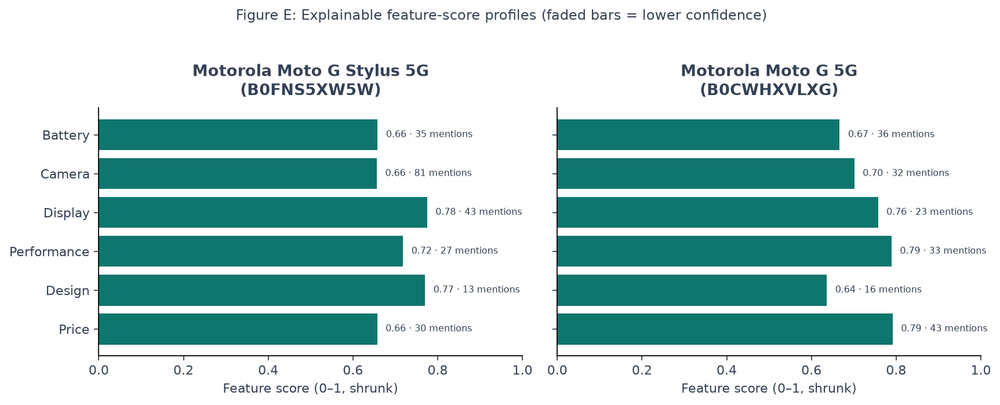 Figure E: Explainable feature-score profiles (faded bars = lower confidence)
Motorola Moto G Stylus 5G
(B0FNS5XW5W)
Battery
0.66 · 35 mentions
Camera
0.66 · 81 mentions
Display
0.78 · 43 mentions
Performance
0.72 · 27 mentions
Design
0.77 · 13 mentions
Price
0.66 · 30 mentions
0.0 0.2 0.4 0.6 0.8 1.0
Feature score (0–1, shrunk)
Motorola Moto G 5G
(B0CWHXVLXG)
0.67 · 36 mentions
0.70 · 32 mentions
0.76 · 23 mentions
0.79 · 33 mentions
0.64 · 16 mentions
0.79 · 43 mentions
0.0 0.2 0.4 0.6 0.8 1.0
Feature score (0–1, shrunk)